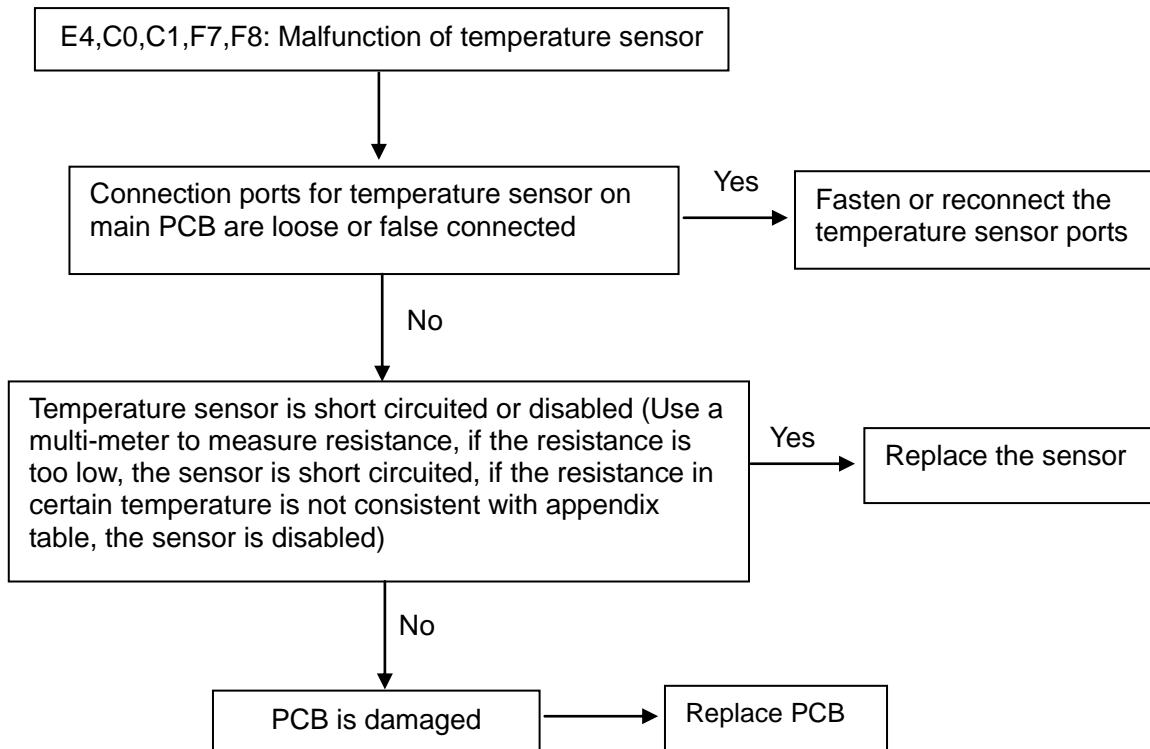 E4,C0,C1,F7,F8: Malfunction of temperature sensor
Connection ports for temperature sensor on
main PCB are loose or false connected
Yes
Fasten or reconnect the
temperature sensor ports
No
Temperature sensor is short circuited or disabled (Use a
multi-meter to measure resistance, if the resistance is
too low, the sensor is short circuited, if the resistance in
certain temperature is not consistent with appendix
table, the sensor is disabled)
Yes
Replace the sensor
No
PCB is damaged
Replace PCB